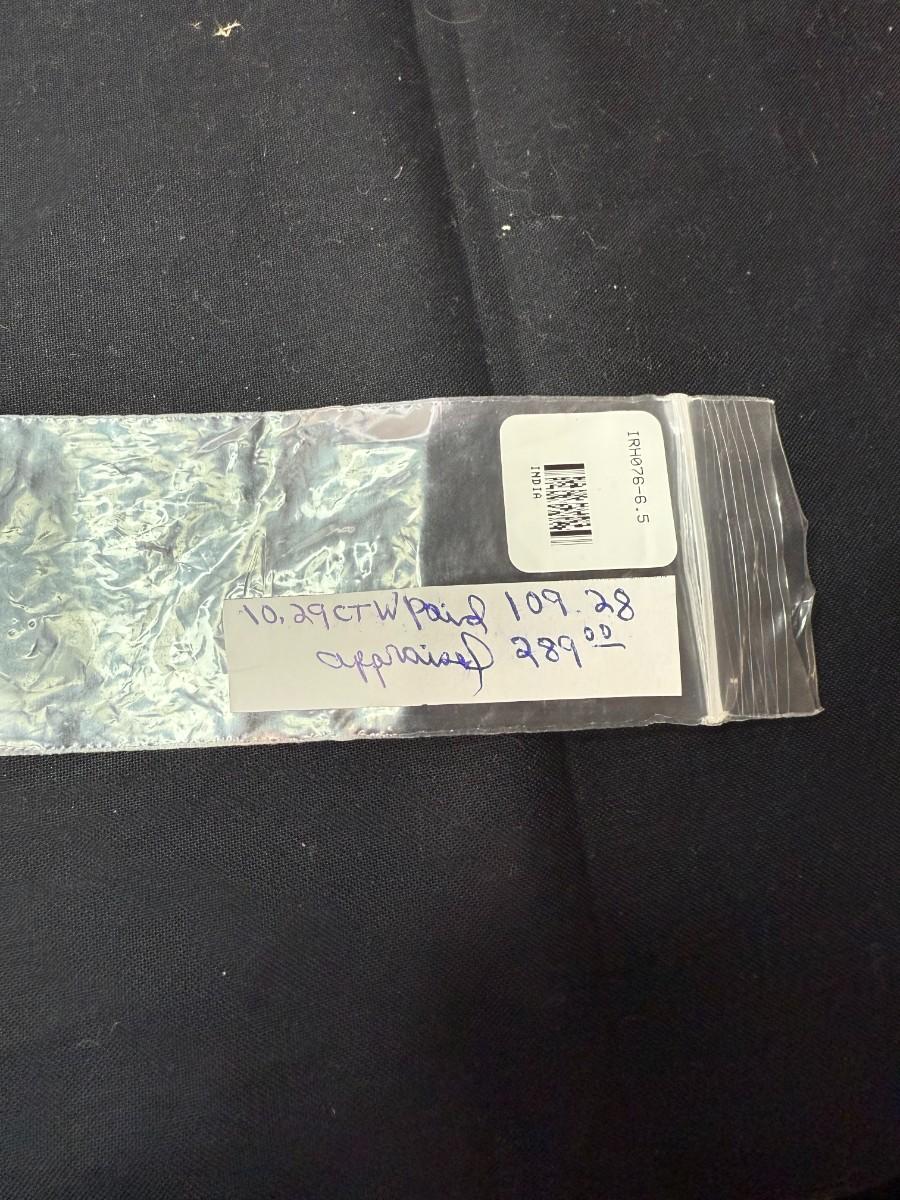 IRH076-6.5
INDIA
10.29CTW Paid 109.28
appraised 289.00